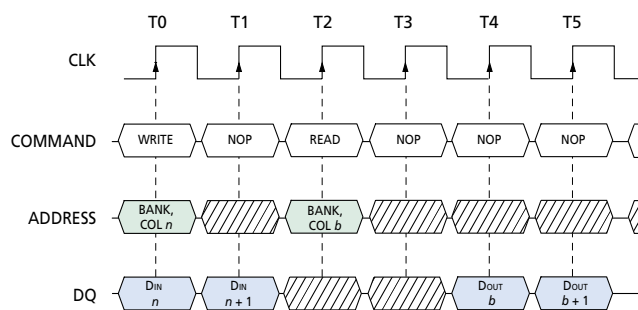 T0 T1 T2 T3 T4 T5
CLK
COMMAND WRITE NOP READ NOP NOP NOP
ADDRESS BANK, COL n BANK, COL b
DQ DIN n DIN n + 1 DOUT b DOUT b + 1